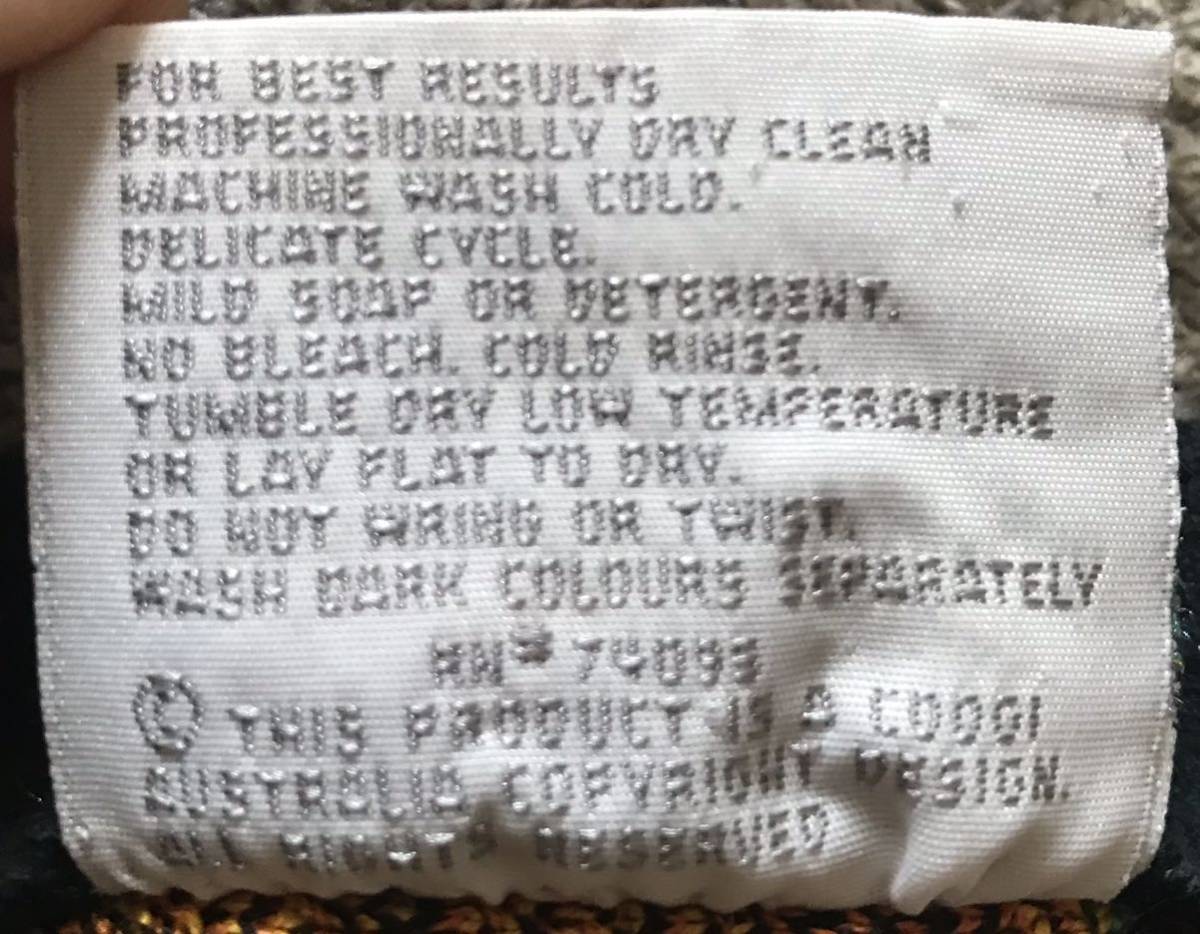 FOR BEST RESULTS
PROFESSIONALLY DRY CLEAN
MACHINE WASH COLD.
DELICATE CYCLE.
MILD SOAP OR DETERGENT.
NO BLEACH. COLD RINSE.
TUMBLE DRY LOW TEMPERATURE
OR LAY FLAT TO DRY.
DO NOT WRING OR TWIST.
WASH DARK COLOURS SEPARATELY
RN# 74093
© THIS PRODUCT IS A COOGI
AUSTRALIA COPYRIGHT DESIGN.
ALL RIGHTS RESERVED